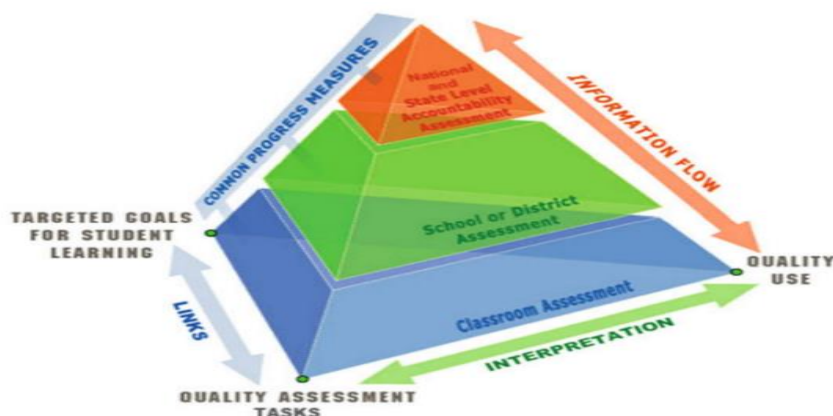 National
and
State Level
Accountability
Assessment
COMMON PROGRESS MEASURES
INFORMATION FLOW
School or District
Assessment
TARGETED GOALS
FOR STUDENT
LEARNING
QUALITY
USE
Classroom Assessment
LINKS
INTERPRETATION
QUALITY ASSESSMENT
TASKS